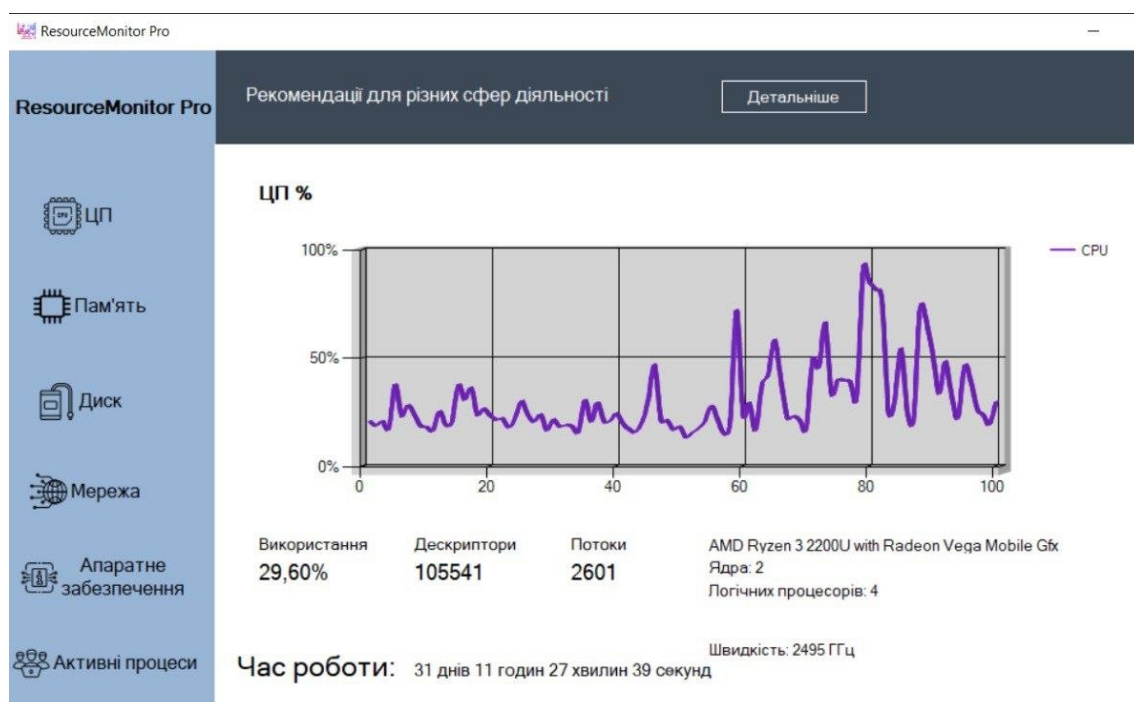 ResourceMonitor Pro
ResourceMonitor Pro
Рекомендації для різних сфер діяльності
Детальніше
ЦП
Пам'ять
Диск
Мережа
Апаратне
забезпечення
Активні процеси
ЦП %
100%
50%
0%
0 20 40 60 80 100
CPU
Використання
29,60%
Дескриптори
105541
Потоки
2601
AMD Ryzen 3 2200U with Radeon Vega Mobile Gfx
Ядра: 2
Логічних процесорів: 4
Швидкість: 2495 ГГц
Час роботи: 31 днів 11 годин 27 хвилин 39 секунд